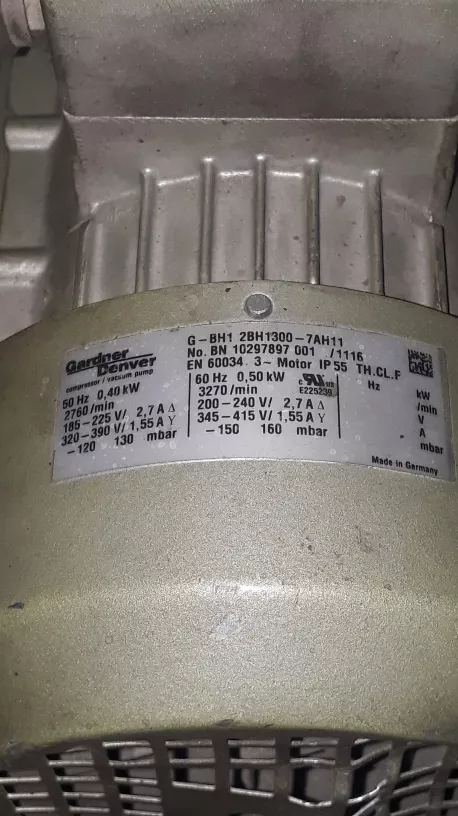 G-BH1 2BH1300-7AH11
No. BN 10297897 001 /1116
EN 60034 3~ Motor IP 55 TH.CL.F
Gardner
Denver
compressor / vacuum pump
50 Hz 0,40 kW
2760 /min
185-225 V/ 2,7 A Δ
320-390 V/ 1,55 A Y
-120 130 mbar
60 Hz 0,50 kW
c RU us
E225239
3270 /min
200-240 V/ 2,7 A Δ
345-415 V/ 1,55 A Y
-150 160 mbar
Hz kW
/min
V
A
mbar
Made in Germany